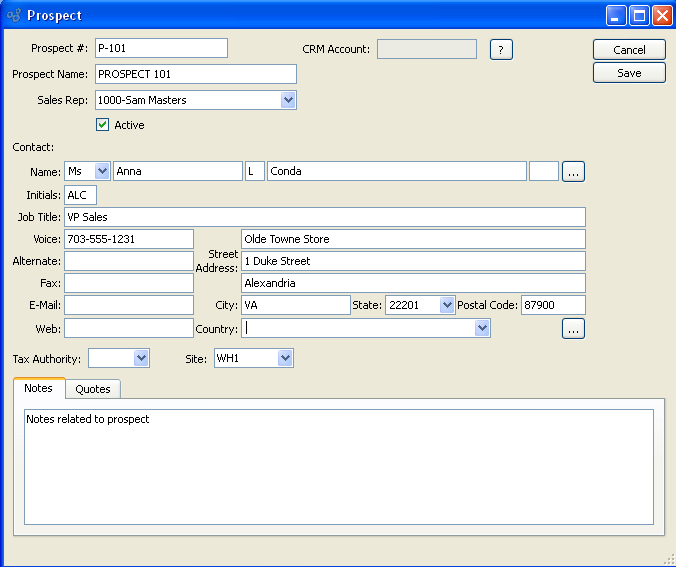 Prospect
Prospect #: P-101 CRM Account: ? Cancel
Prospect Name: PROSPECT 101 Save
Sales Rep: 1000-Sam Masters
Active
Contact:
Name: Ms Anna L Conda ...
Initials: ALC
Job Title: VP Sales
Voice: 703-555-1231 Olde Towne Store
Alternate: Street Address: 1 Duke Street
Fax: Alexandria
E-Mail: City: VA State: 22201 Postal Code: 87900
Web: Country: ...
Tax Authority: Site: WH1
Notes Quotes
Notes related to prospect